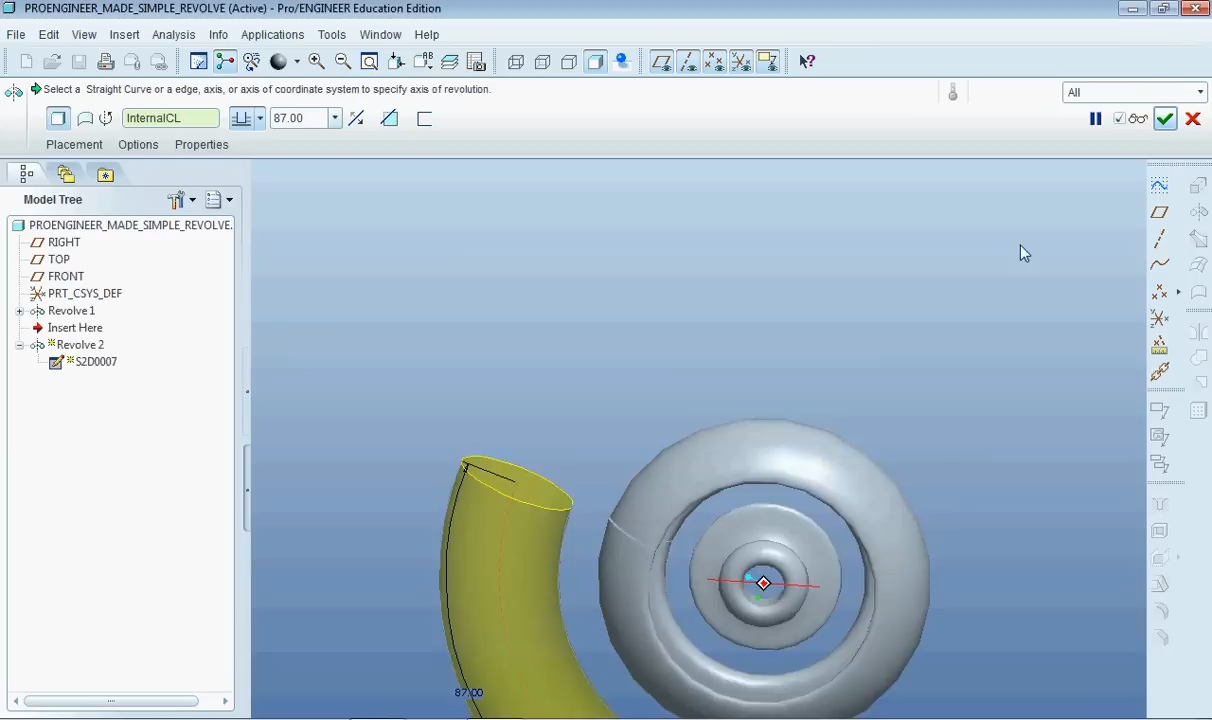 PROENGINEER_MADE_SIMPLE_REVOLVE (Active) - Pro/ENGINEER Education Edition
File Edit View Insert Analysis Info Applications Tools Window Help
Select a Straight Curve or a edge, axis, or axis of coordinate system to specify axis of revolution.
All
InternalCL
87.00
Placement Options Properties
Model Tree
PROENGINEER_MADE_SIMPLE_REVOLVE.
RIGHT
TOP
FRONT
PRT_CSYS_DEF
Revolve 1
Insert Here
Revolve 2
S2D0007
87.00